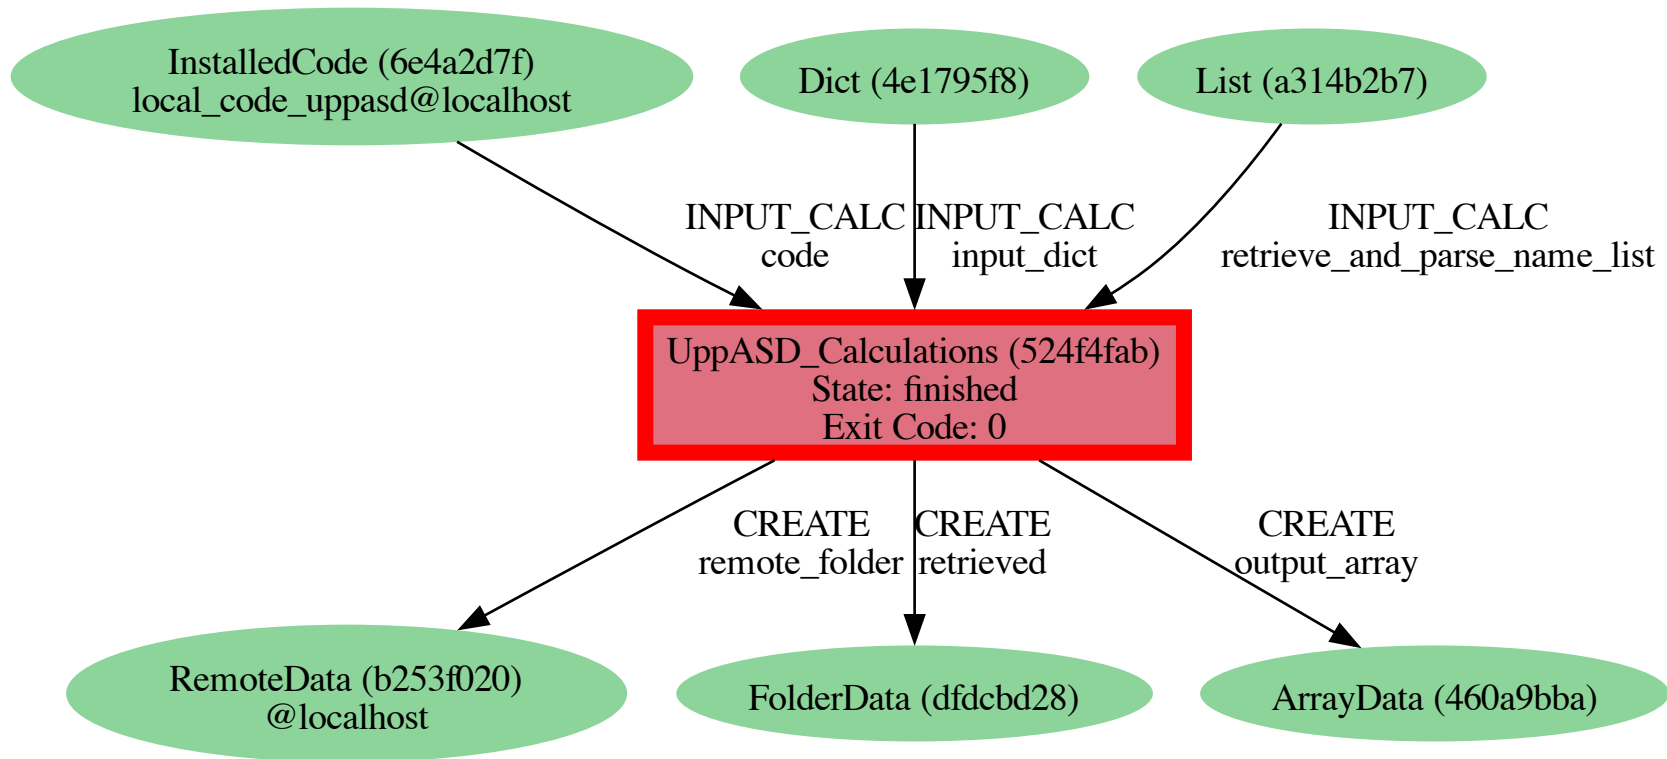 InstalledCode (6e4a2d7f)
local_code_uppasd@localhost
Dict (4e1795f8)
List (a314b2b7)
INPUT_CALC
code
INPUT_CALC
input_dict
INPUT_CALC
retrieve_and_parse_name_list
UppASD_Calculations (524f4fab)
State: finished
Exit Code: 0
CREATE
remote_folder
CREATE
retrieved
CREATE
output_array
RemoteData (b253f020)
@localhost
FolderData (dfdcbd28)
ArrayData (460a9bba)